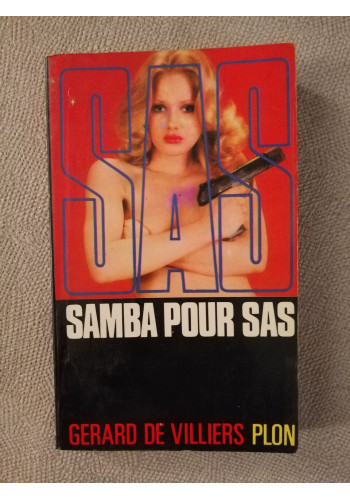 SAS
SAMBA POUR SAS
GERARD DE VILLIERS PLON